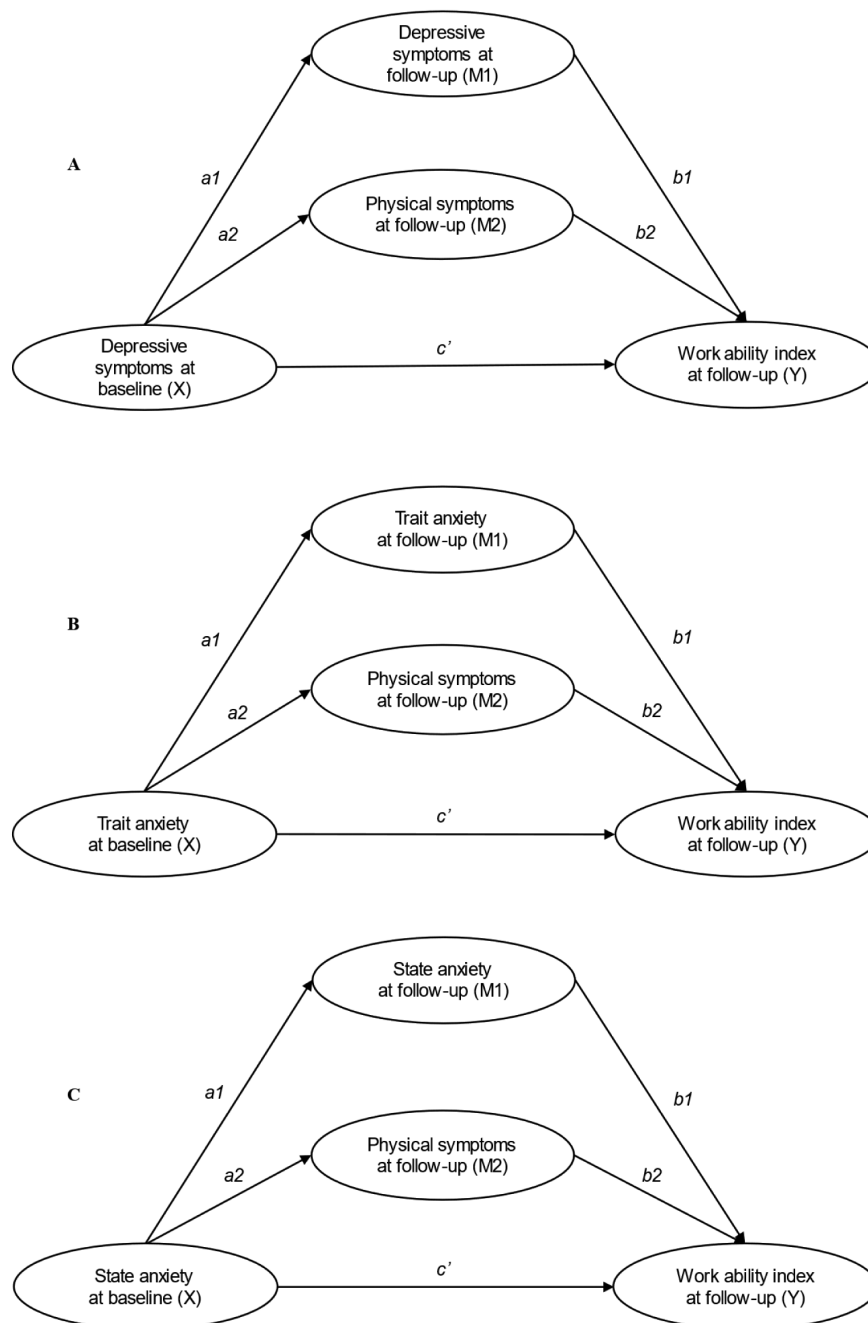 Depressive
symptoms at
follow-up (M1)
A
a1
b1
Physical symptoms
at follow-up (M2)
a2
b2
Depressive
symptoms at
baseline (X)
c’
Work ability index
at follow-up (Y)
Trait anxiety
at follow-up (M1)
B
a1
b1
Physical symptoms
at follow-up (M2)
a2
b2
Trait anxiety
at baseline (X)
c’
Work ability index
at follow-up (Y)
State anxiety
at follow-up (M1)
C
a1
b1
Physical symptoms
at follow-up (M2)
a2
b2
State anxiety
at baseline (X)
c’
Work ability index
at follow-up (Y)